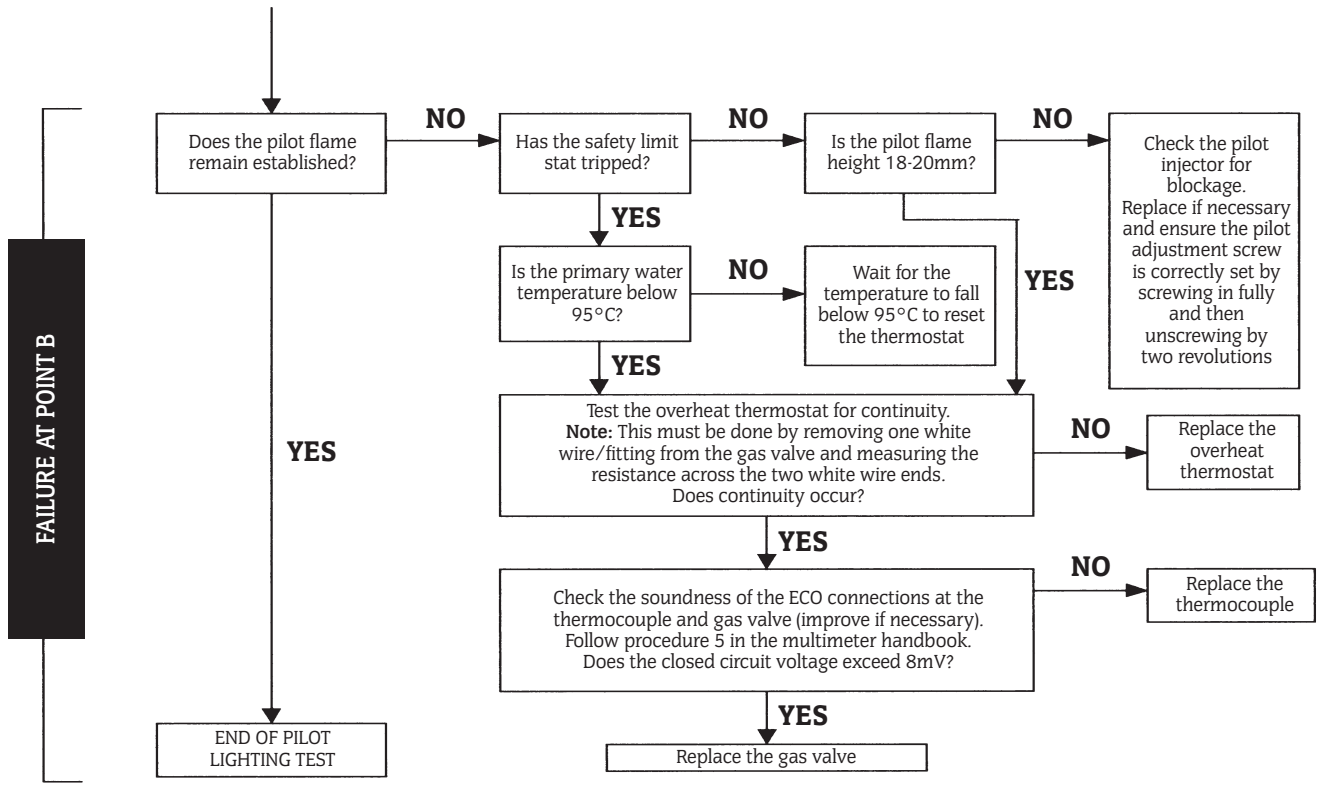 FAILURE AT POINT B
Does the pilot flame
remain established?
NO
Has the safety limit
stat tripped?
NO
Is the pilot flame
height 18-20mm?
NO
Check the pilot
injector for
blockage.
Replace if necessary
and ensure the pilot
adjustment screw
is correctly set by
screwing in fully
and then
unscrewing by
two revolutions
YES
Is the primary water
temperature below
95°C?
NO
Wait for the
temperature to fall
below 95°C to reset
the thermostat
YES
YES
Test the overheat thermostat for continuity.
Note: This must be done by removing one white
wire/fitting from the gas valve and measuring the
resistance across the two white wire ends.
Does continuity occur?
NO
Replace the
overheat
thermostat
YES
YES
Check the soundness of the ECO connections at the
thermocouple and gas valve (improve if necessary).
Follow procedure 5 in the multimeter handbook.
Does the closed circuit voltage exceed 8mV?
NO
Replace the
thermocouple
YES
END OF PILOT
LIGHTING TEST
Replace the gas valve